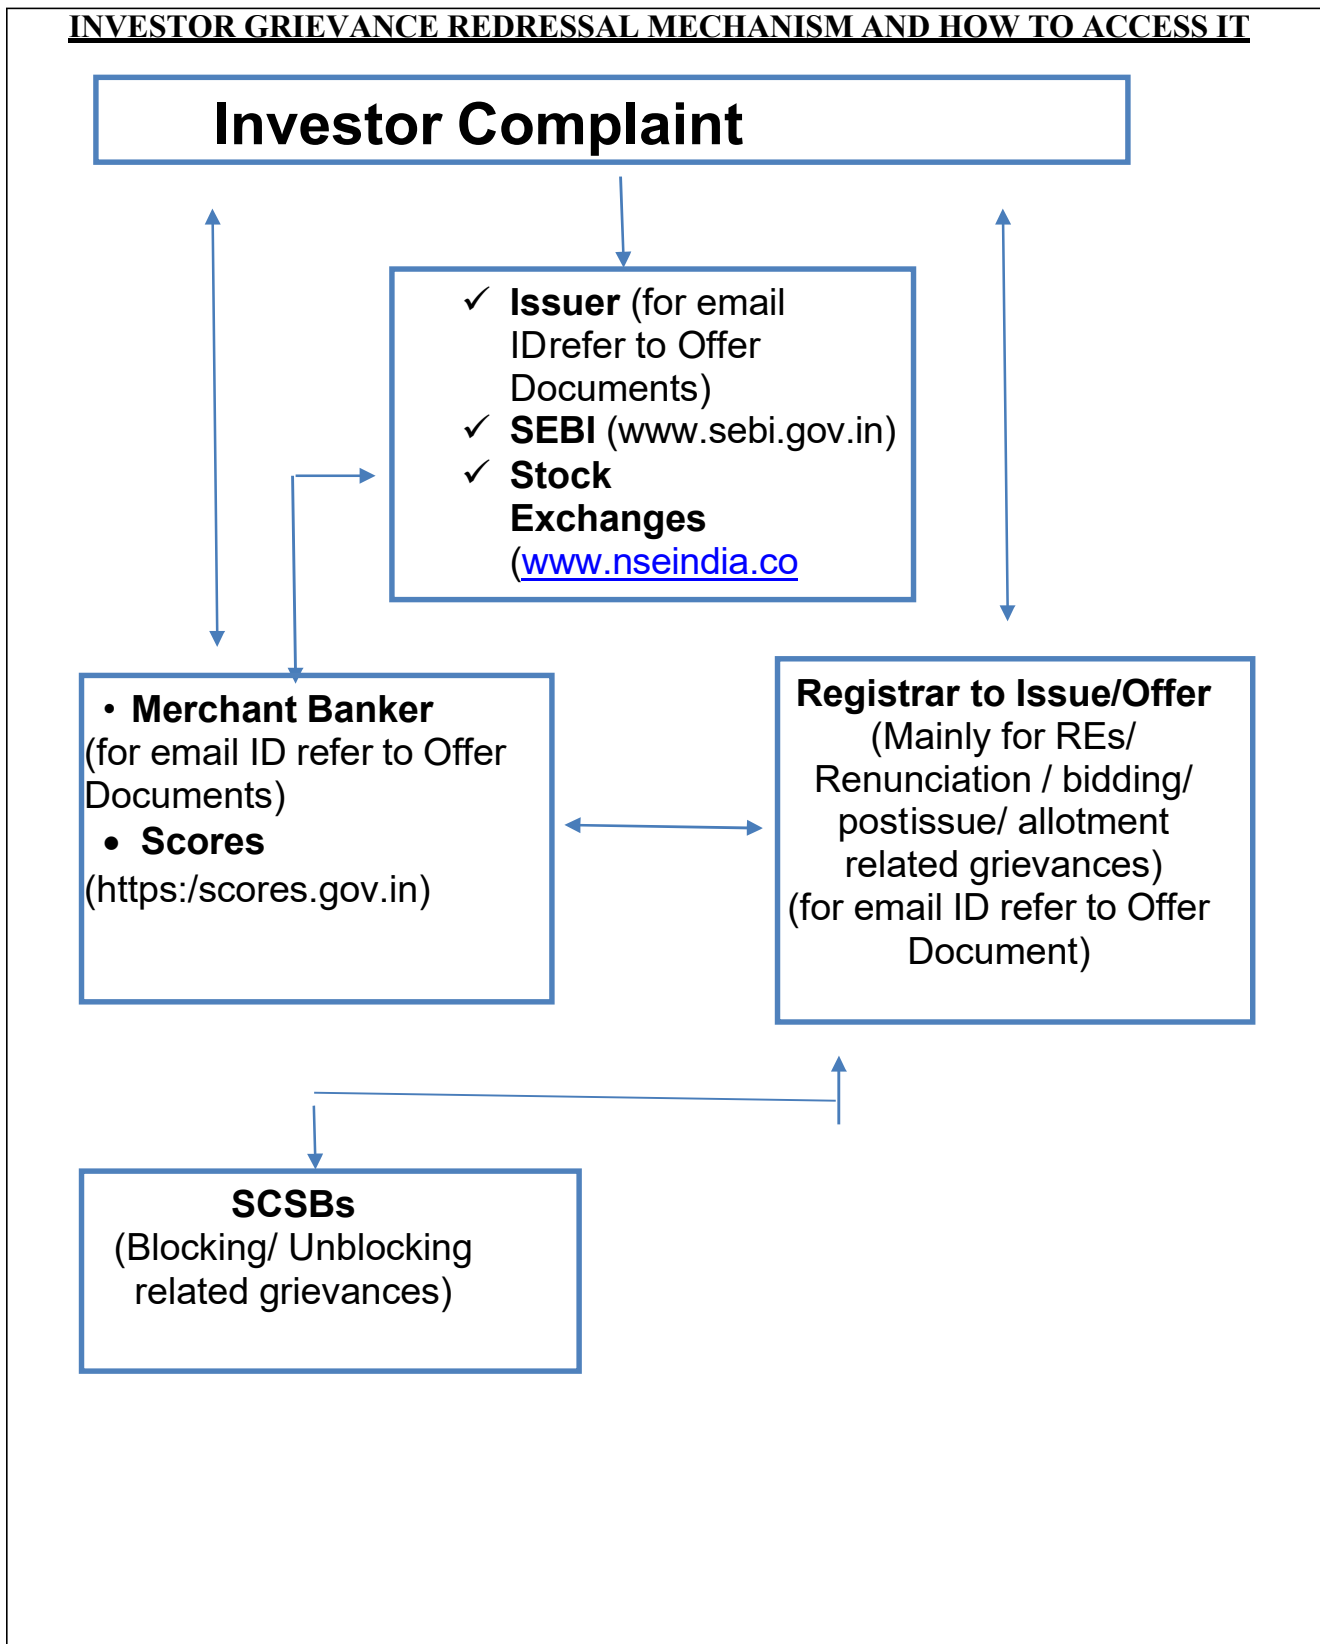 INVESTOR GRIEVANCE REDRESSAL MECHANISM AND HOW TO ACCESS IT
Investor Complaint
✓ Issuer (for email
IDrefer to Offer
Documents)
✓ SEBI (www.sebi.gov.in)
✓ Stock
Exchanges
(www.nseindia.co
• Merchant Banker
(for email ID refer to Offer
Documents)
• Scores
(https:/scores.gov.in)
Registrar to Issue/Offer
(Mainly for REs/
Renunciation / bidding/
postissue/ allotment
related grievances)
(for email ID refer to Offer
Document)
SCSBs
(Blocking/ Unblocking
related grievances)